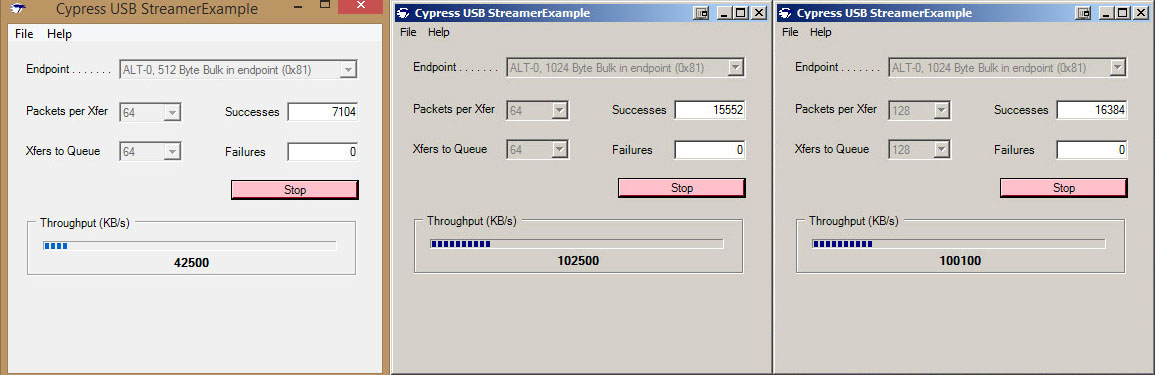 Cypress USB StreamerExample
File Help
Endpoint . . . . . . . ALT-0, 512 Byte Bulk in endpoint (0x81)
Packets per Xfer 64 Successes 7104
Xfers to Queue 64 Failures 0
Stop
Throughput (KB/s)
42500
Cypress USB StreamerExample
File Help
Endpoint . . . . . . . ALT-0, 1024 Byte Bulk in endpoint (0x81)
Packets per Xfer 64 Successes 15552
Xfers to Queue 64 Failures 0
Stop
Throughput (KB/s)
102500
Cypress USB StreamerExample
File Help
Endpoint . . . . . . . ALT-0, 1024 Byte Bulk in endpoint (0x81)
Packets per Xfer 128 Successes 16384
Xfers to Queue 128 Failures 0
Stop
Throughput (KB/s)
100100